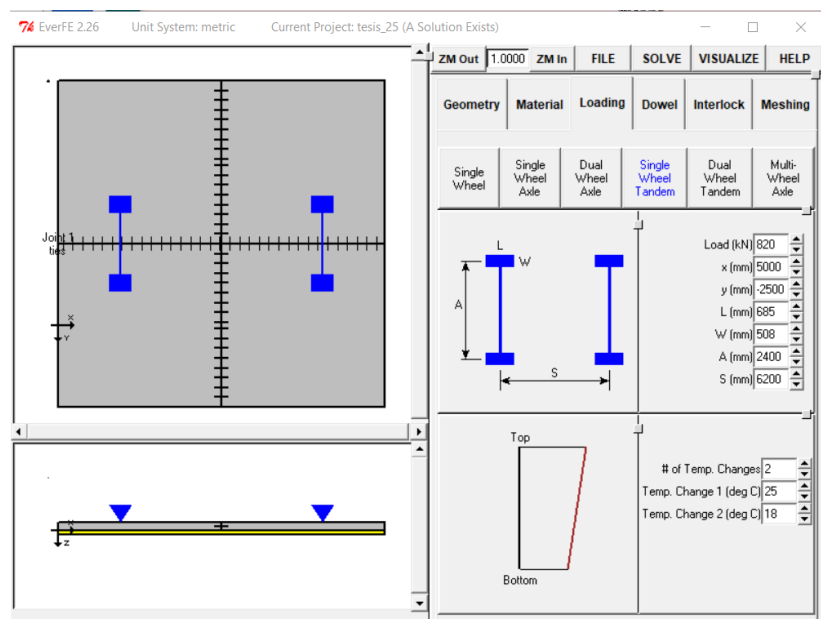 EverFE 2.26 Unit System: metric Current Project: tesis_25 (A Solution Exists)
ZM Out 1.0000 ZM In FILE SOLVE VISUALIZE HELP
Geometry Material Loading Dowel Interlock Meshing
Single Wheel
Single Wheel Axle
Dual Wheel Axle
Single Wheel Tandem
Dual Wheel Tandem
Multi-Wheel Axle
Joint 1
ties
X
Y
L
W
A
S
Load (kN) 820
x (mm) 5000
y (mm) -2500
L (mm) 685
W (mm) 508
A (mm) 2400
S (mm) 6200
X
Z
Top
Bottom
# of Temp. Changes 2
Temp. Change 1 (deg C) 25
Temp. Change 2 (deg C) 18